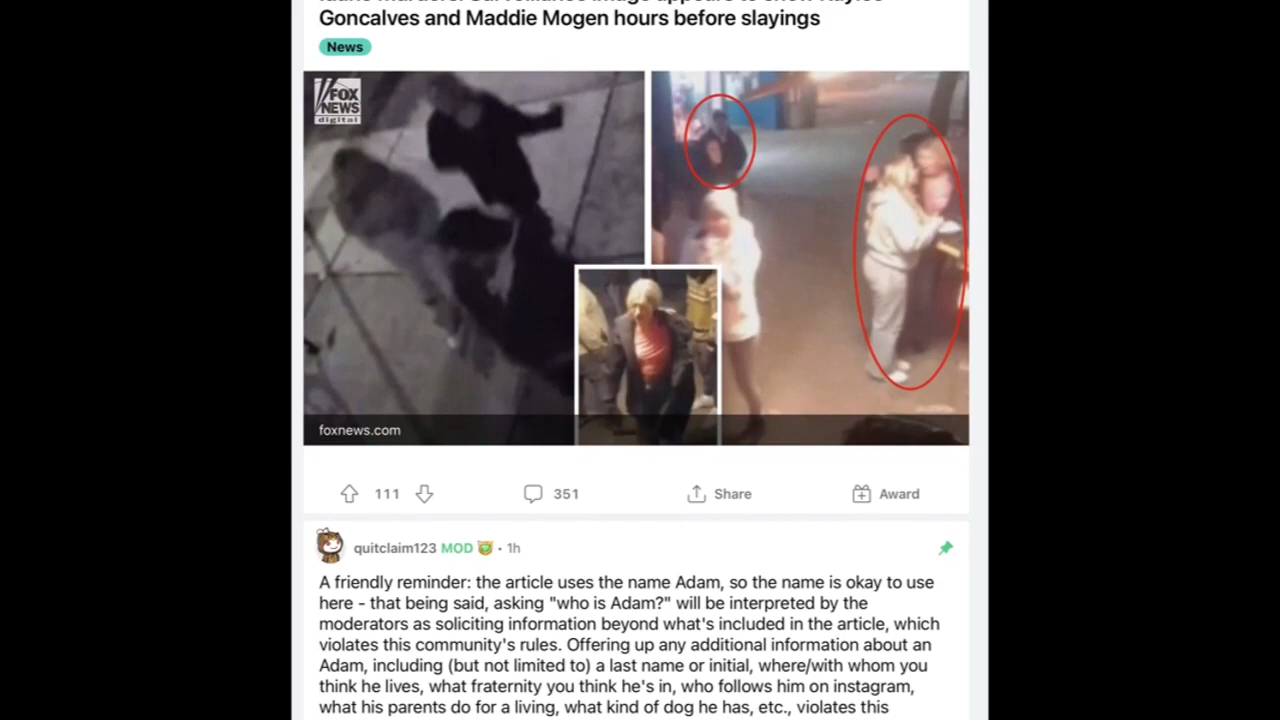 Goncalves and Maddie Mogen hours before slayings
News
FOX
NEWS
digital
foxnews.com
111
351
Share
Award
quitclaim123 MOD • 1h
A friendly reminder: the article uses the name Adam, so the name is okay to use
here - that being said, asking "who is Adam?" will be interpreted by the
moderators as soliciting information beyond what's included in the article, which
violates this community's rules. Offering up any additional information about an
Adam, including (but not limited to) a last name or initial, where/with whom you
think he lives, what fraternity you think he's in, who follows him on instagram,
what his parents do for a living, what kind of dog he has, etc., violates this